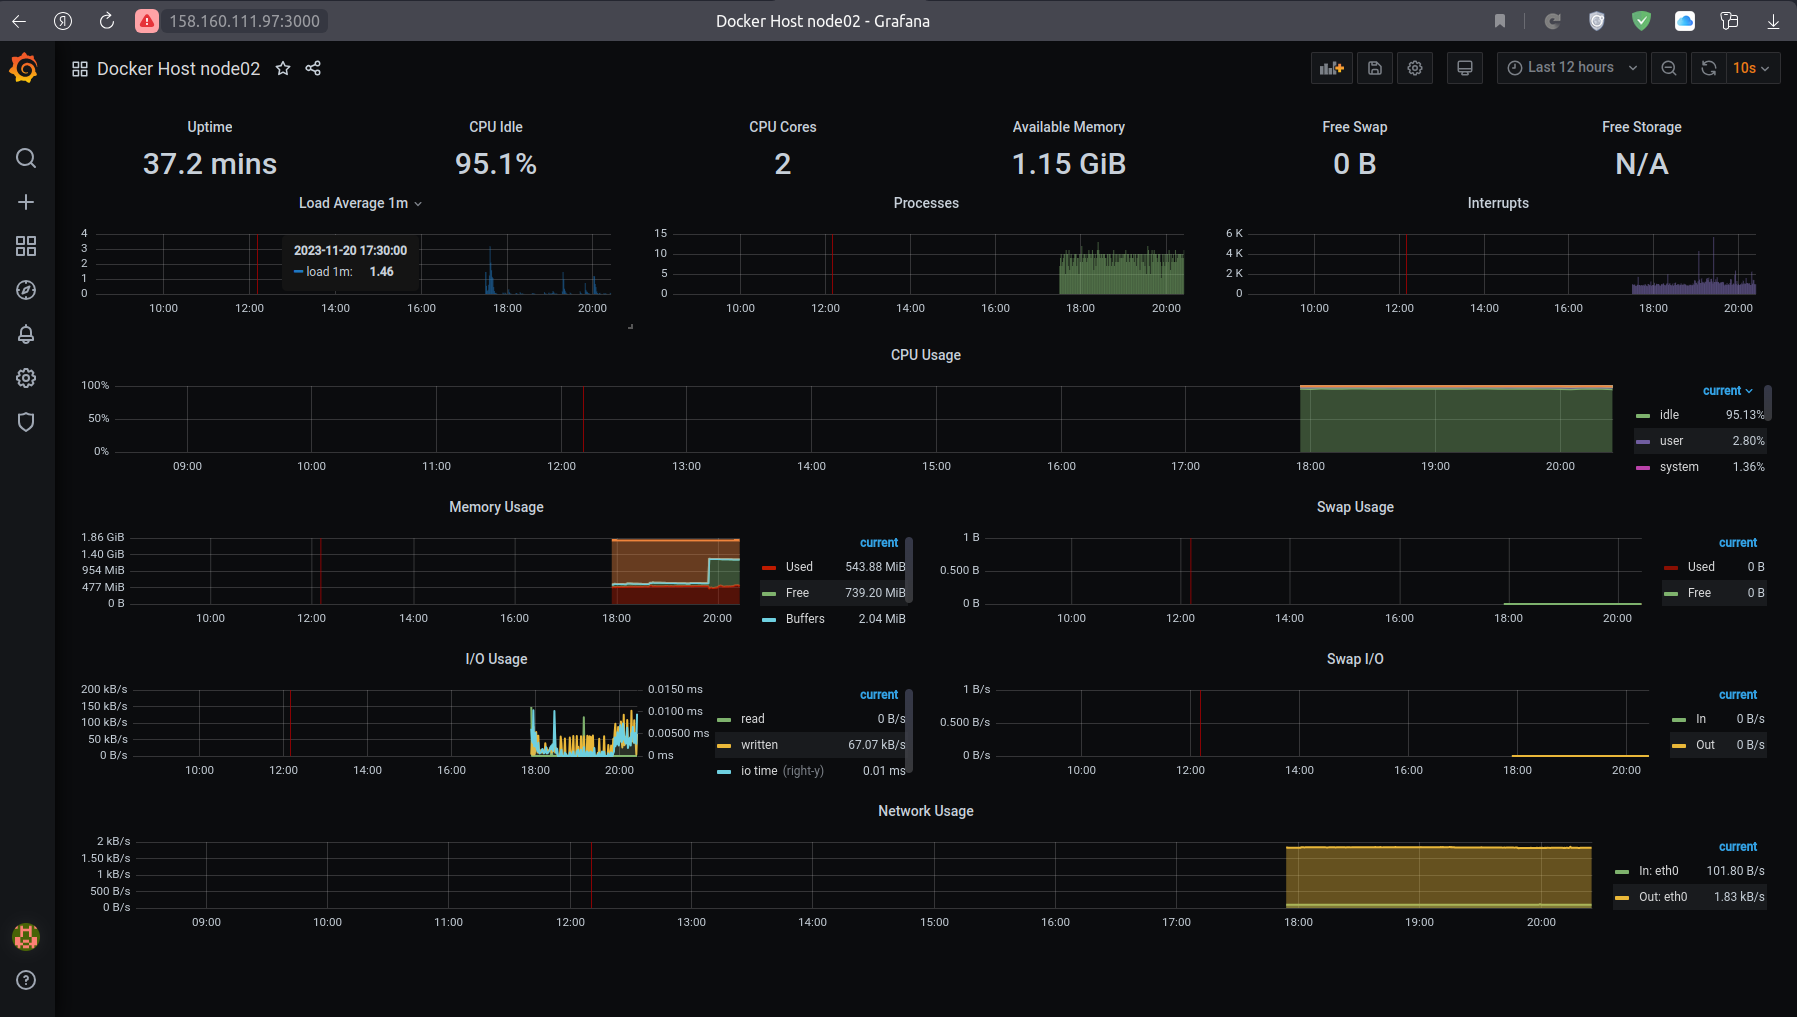 158.160.111.97:3000
Docker Host node02 - Grafana
Docker Host node02
Last 12 hours
10s
Uptime
37.2 mins
CPU Idle
95.1%
CPU Cores
2
Available Memory
1.15 GiB
Free Swap
0 B
Free Storage
N/A
Load Average 1m
4
3
2
1
0
2023-11-20 17:30:00
load 1m: 1.46
10:00 12:00 14:00 16:00 18:00 20:00
Processes
15
10
5
0
10:00 12:00 14:00 16:00 18:00 20:00
Interrupts
6 K
4 K
2 K
0
10:00 12:00 14:00 16:00 18:00 20:00
CPU Usage
100%
50%
0%
09:00 10:00 11:00 12:00 13:00 14:00 15:00 16:00 17:00 18:00 19:00 20:00
current
idle 95.13%
user 2.80%
system 1.36%
Memory Usage
1.86 GiB
1.40 GiB
954 MiB
477 MiB
0 B
10:00 12:00 14:00 16:00 18:00 20:00
current
Used 543.88 MiB
Free 739.20 MiB
Buffers 2.04 MiB
Swap Usage
1 B
0.500 B
0 B
10:00 12:00 14:00 16:00 18:00 20:00
current
Used 0 B
Free 0 B
I/O Usage
200 kB/s
150 kB/s
100 kB/s
50 kB/s
0 B/s
0.0150 ms
0.0100 ms
0.00500 ms
0 ms
10:00 12:00 14:00 16:00 18:00 20:00
current
read 0 B/s
written 67.07 kB/s
io time (right-y) 0.01 ms
Swap I/O
1 B/s
0.500 B/s
0 B/s
10:00 12:00 14:00 16:00 18:00 20:00
current
In 0 B/s
Out 0 B/s
Network Usage
2 kB/s
1.50 kB/s
1 kB/s
500 B/s
0 B/s
09:00 10:00 11:00 12:00 13:00 14:00 15:00 16:00 17:00 18:00 19:00 20:00
current
In: eth0 101.80 B/s
Out: eth0 1.83 kB/s